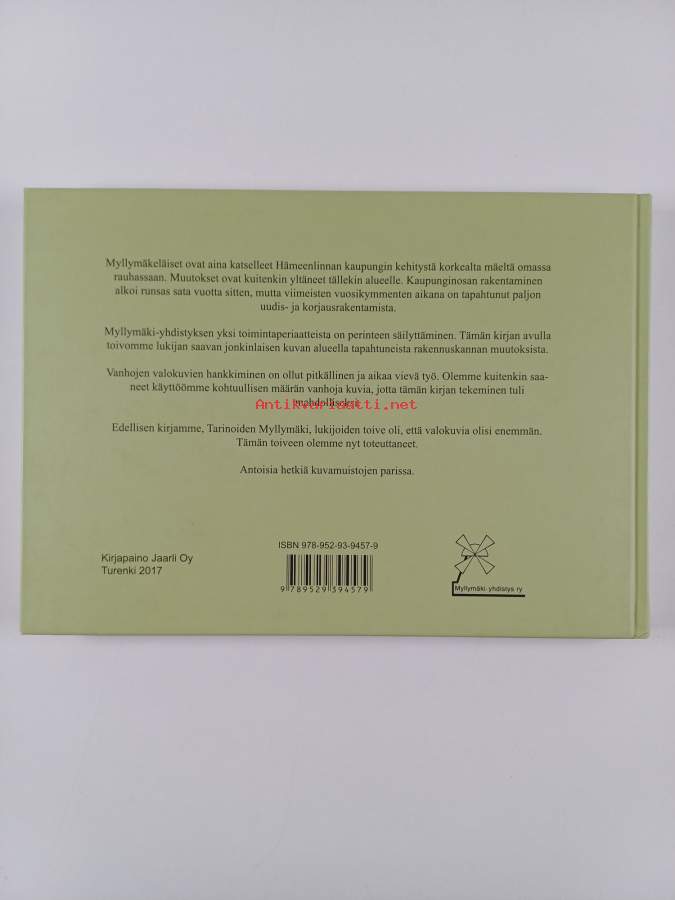 Myllymäkeläiset ovat aina katselleet Hämeenlinnan kaupungin kehitystä korkealta mäeltä omassa
rauhassaan. Muutokset ovat kuitenkin yltäneet tällekin alueelle. Kaupunginosan rakentaminen
alkoi runsas sata vuotta sitten, mutta viimeisten vuosikymmenten aikana on tapahtunut paljon
uudis- ja korjausrakentamista.
Myllymäki-yhdistyksen yksi toimintaperiaatteista on perinteen säilyttäminen. Tämän kirjan avulla
toivomme lukijan saavan jonkinlaisen kuvan alueella tapahtuneista rakennuskannan muutoksista.
Vanhojen valokuvien hankkiminen on ollut pitkällinen ja aikaa vievä työ. Olemme kuitenkin saa-
neet käyttöömme kohtuullisen määrän vanhoja kuvia, jotta tämän kirjan tekeminen tuli
mahdolliseksi.
Antikvariaatti.net
Edellisen kirjamme, Tarinoiden Myllymäki, lukijoiden toive oli, että valokuvia olisi enemmän.
Tämän toiveen olemme nyt toteuttaneet.
Antoisia hetkiä kuvamuistojen parissa.
Kirjapaino Jaarli Oy
Turenki 2017
ISBN 978-952-93-9457-9
9 789529 394579
Myllymäki-yhdistys ry